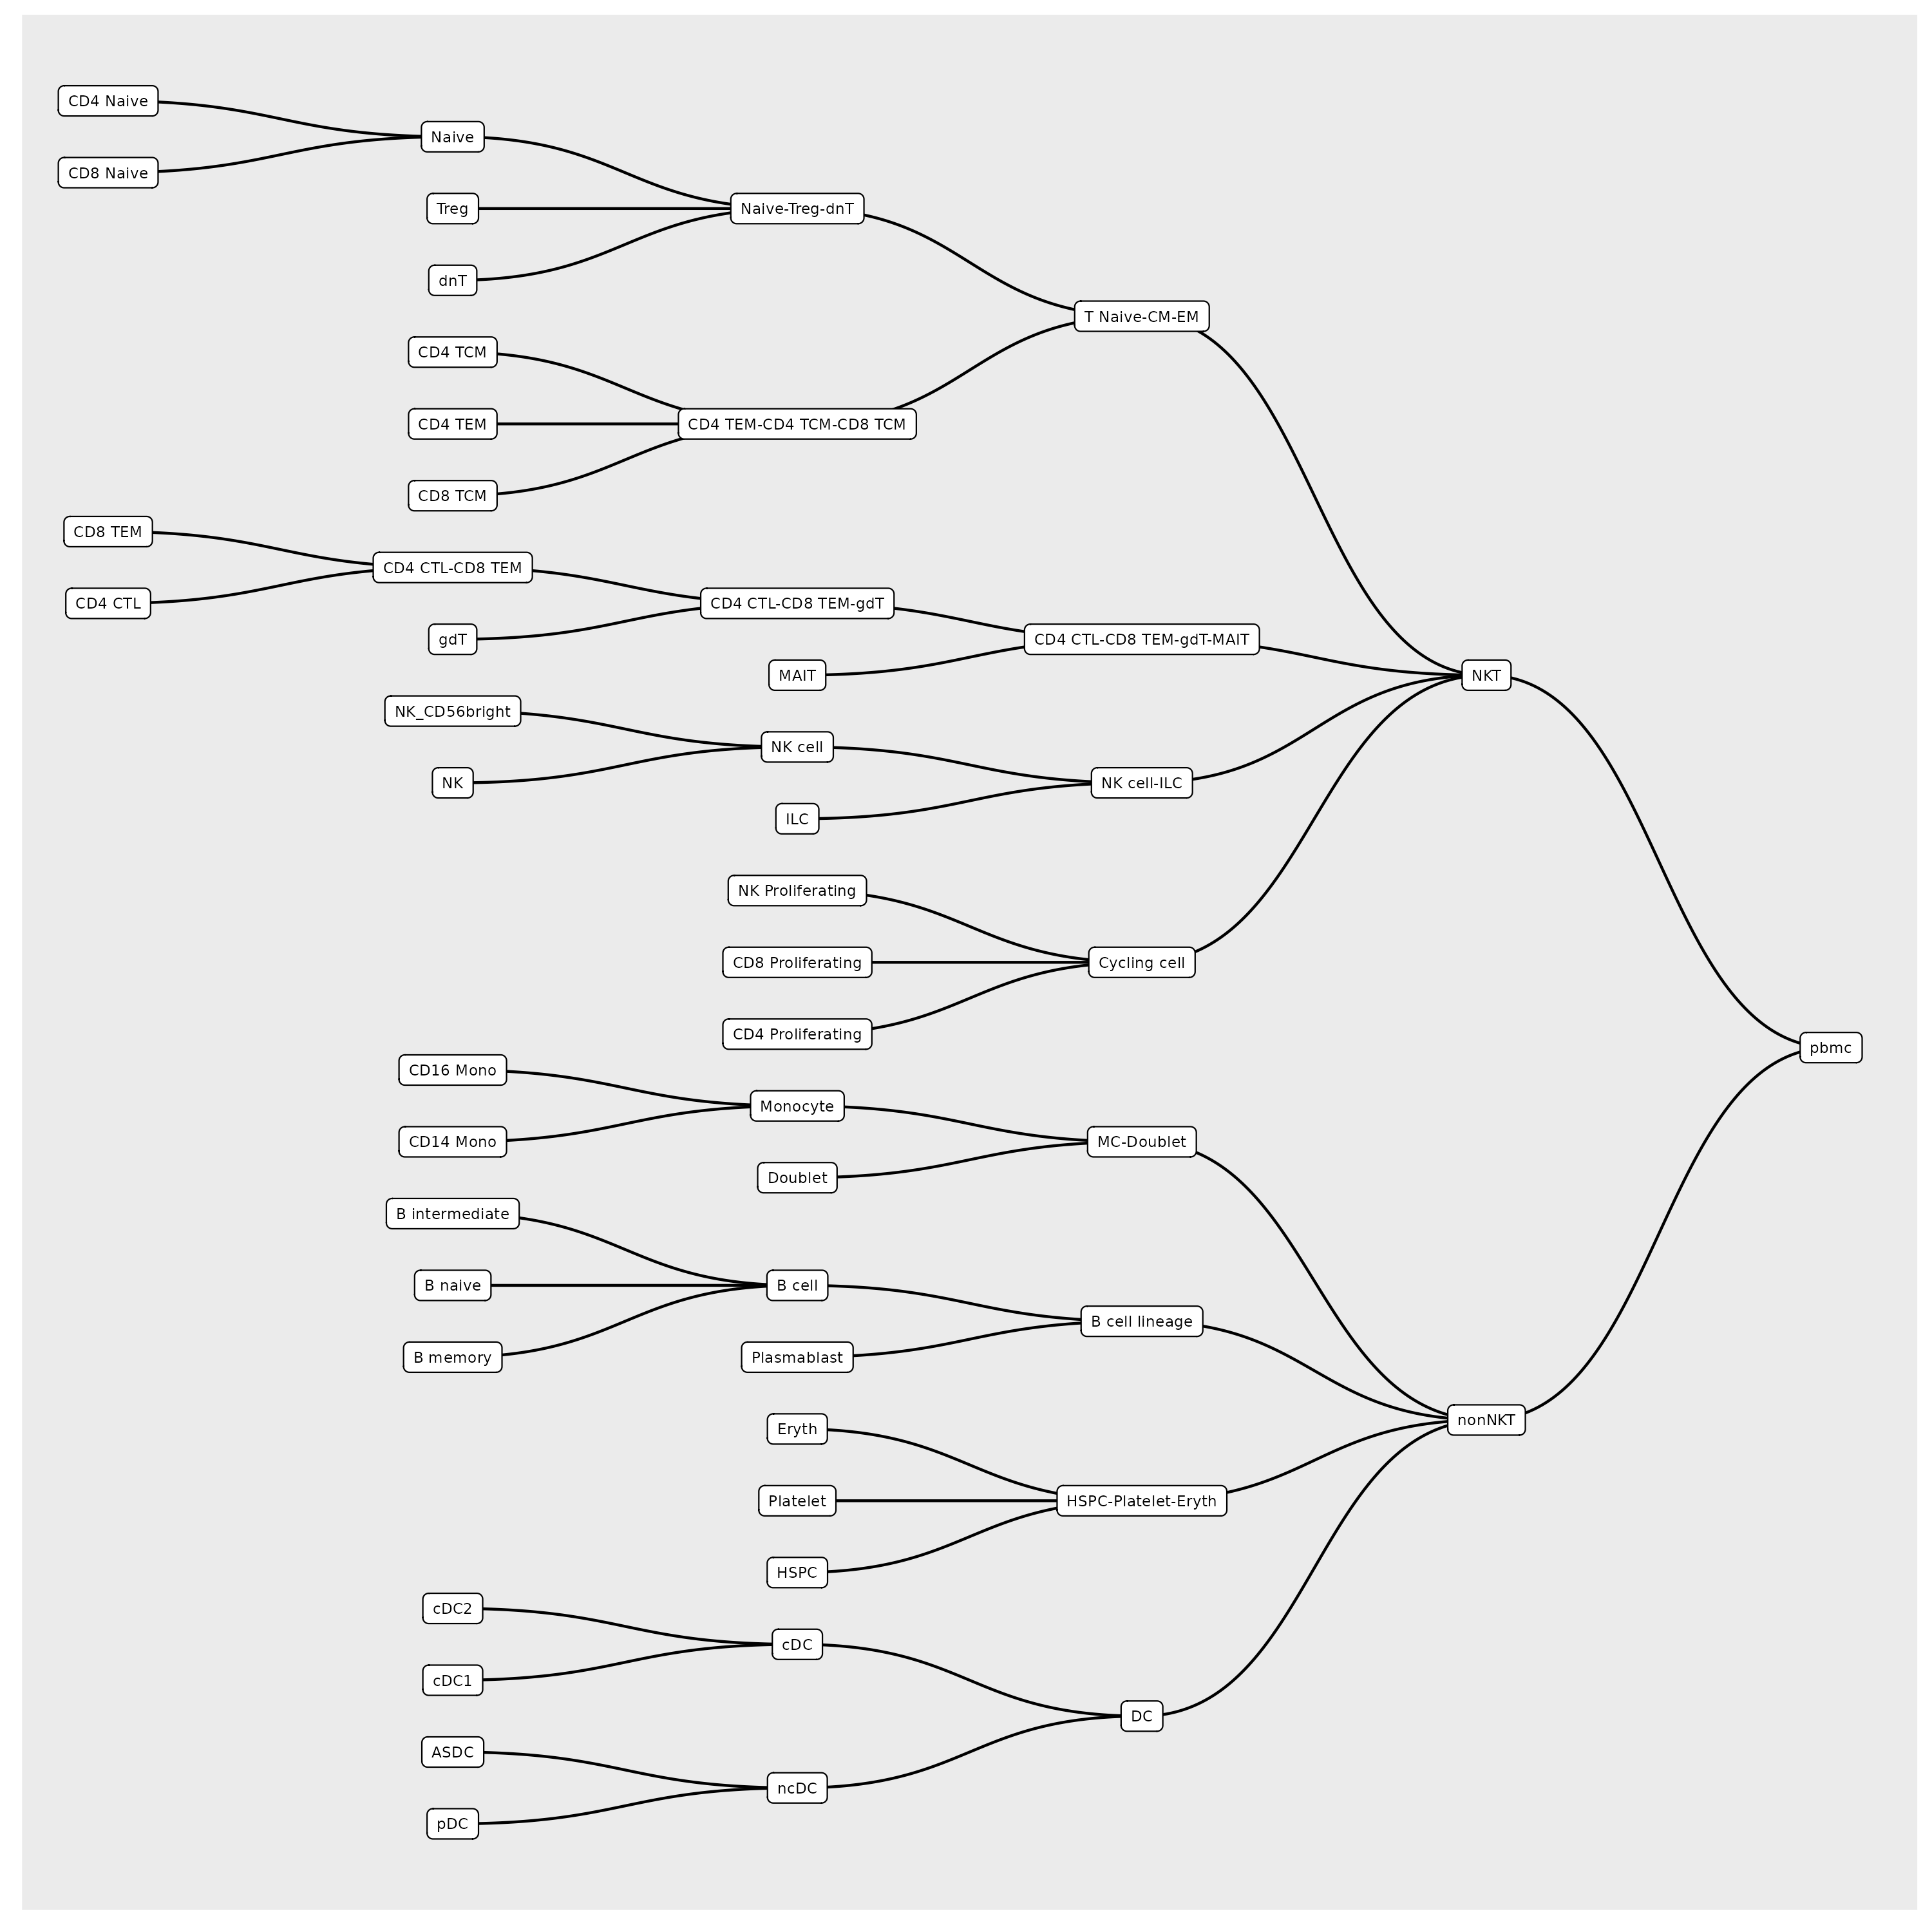 CD4 Naive
Naive
CD8 Naive
Treg
Naive-Treg-dnT
dnT
T Naive-CM-EM
CD4 TCM
CD4 TEM
CD4 TEM-CD4 TCM-CD8 TCM
CD8 TCM
CD8 TEM
CD4 CTL-CD8 TEM
CD4 CTL
CD4 CTL-CD8 TEM-gdT
gdT
CD4 CTL-CD8 TEM-gdT-MAIT
MAIT
NKT
NK_CD56bright
NK cell
NK
NK cell-ILC
ILC
NK Proliferating
CD8 Proliferating
Cycling cell
CD4 Proliferating
pbmc
CD16 Mono
Monocyte
CD14 Mono
MC-Doublet
Doublet
B intermediate
B naive
B cell
B cell lineage
B memory
Plasmablast
nonNKT
Eryth
Platelet
HSPC-Platelet-Eryth
HSPC
cDC2
cDC
cDC1
DC
ASDC
ncDC
pDC